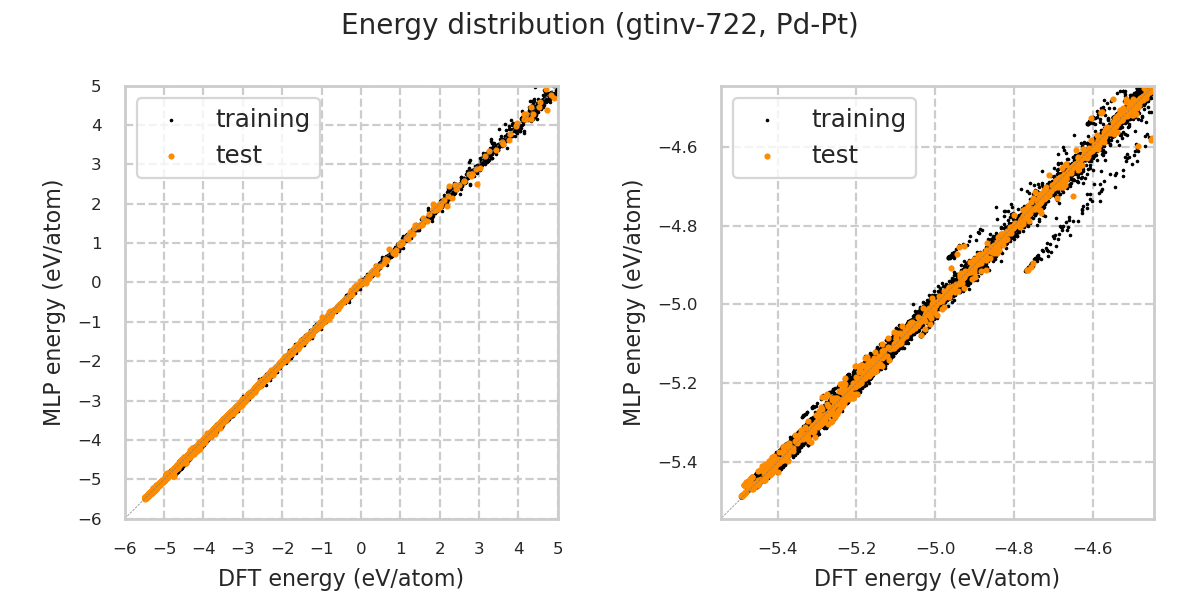 Energy distribution (gtinv-722, Pd-Pt)
MLP energy (eV/atom)
5
4
3
2
1
0
−1
−2
−3
−4
−5
−6
training
test
−6 −5 −4 −3 −2 −1 0 1 2 3 4 5
DFT energy (eV/atom)
MLP energy (eV/atom)
−4.6
−4.8
−5.0
−5.2
−5.4
training
test
−5.4 −5.2 −5.0 −4.8 −4.6
DFT energy (eV/atom)